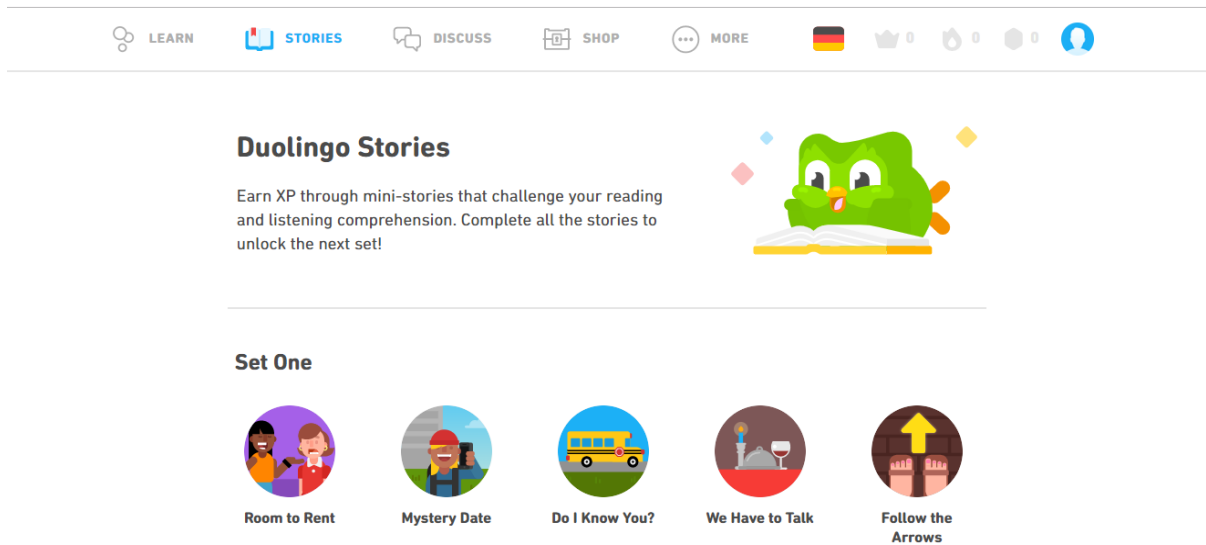 LEARN
STORIES
DISCUSS
SHOP
MORE
0
0
0
Duolingo Stories
Earn XP through mini-stories that challenge your reading
and listening comprehension. Complete all the stories to
unlock the next set!
Set One
Room to Rent
Mystery Date
Do I Know You?
We Have to Talk
Follow the
Arrows